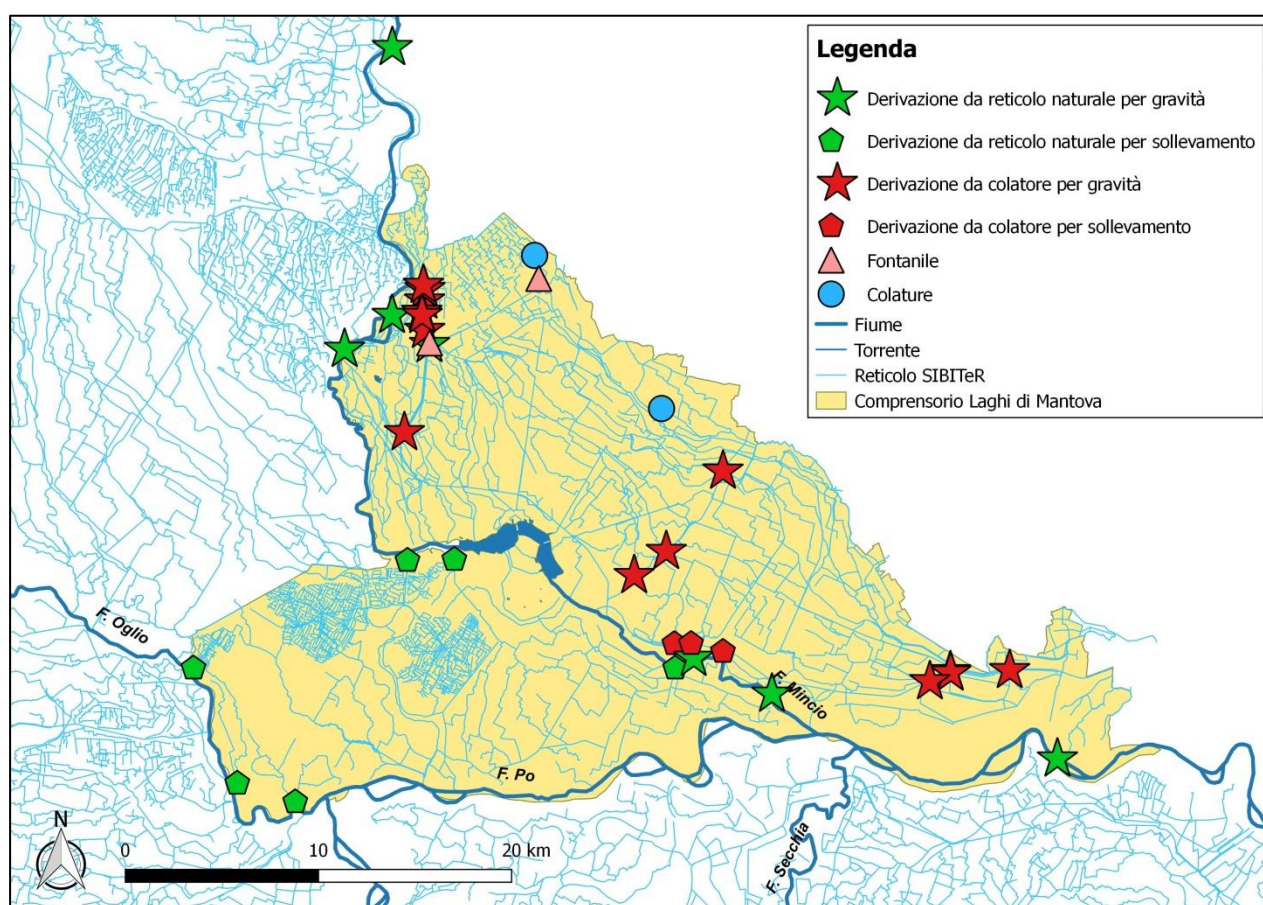 Legenda
Derivazione da reticolo naturale per gravità
Derivazione da reticolo naturale per sollevamento
Derivazione da colatore per gravità
Derivazione da colatore per sollevamento
Fontanile
Colature
Fiume
Torrente
Reticolo SIBITeR
Comprensorio Laghi di Mantova
F. Oglio
F. Mincio
F. Po
F. Secchia
N
0 10 20 km